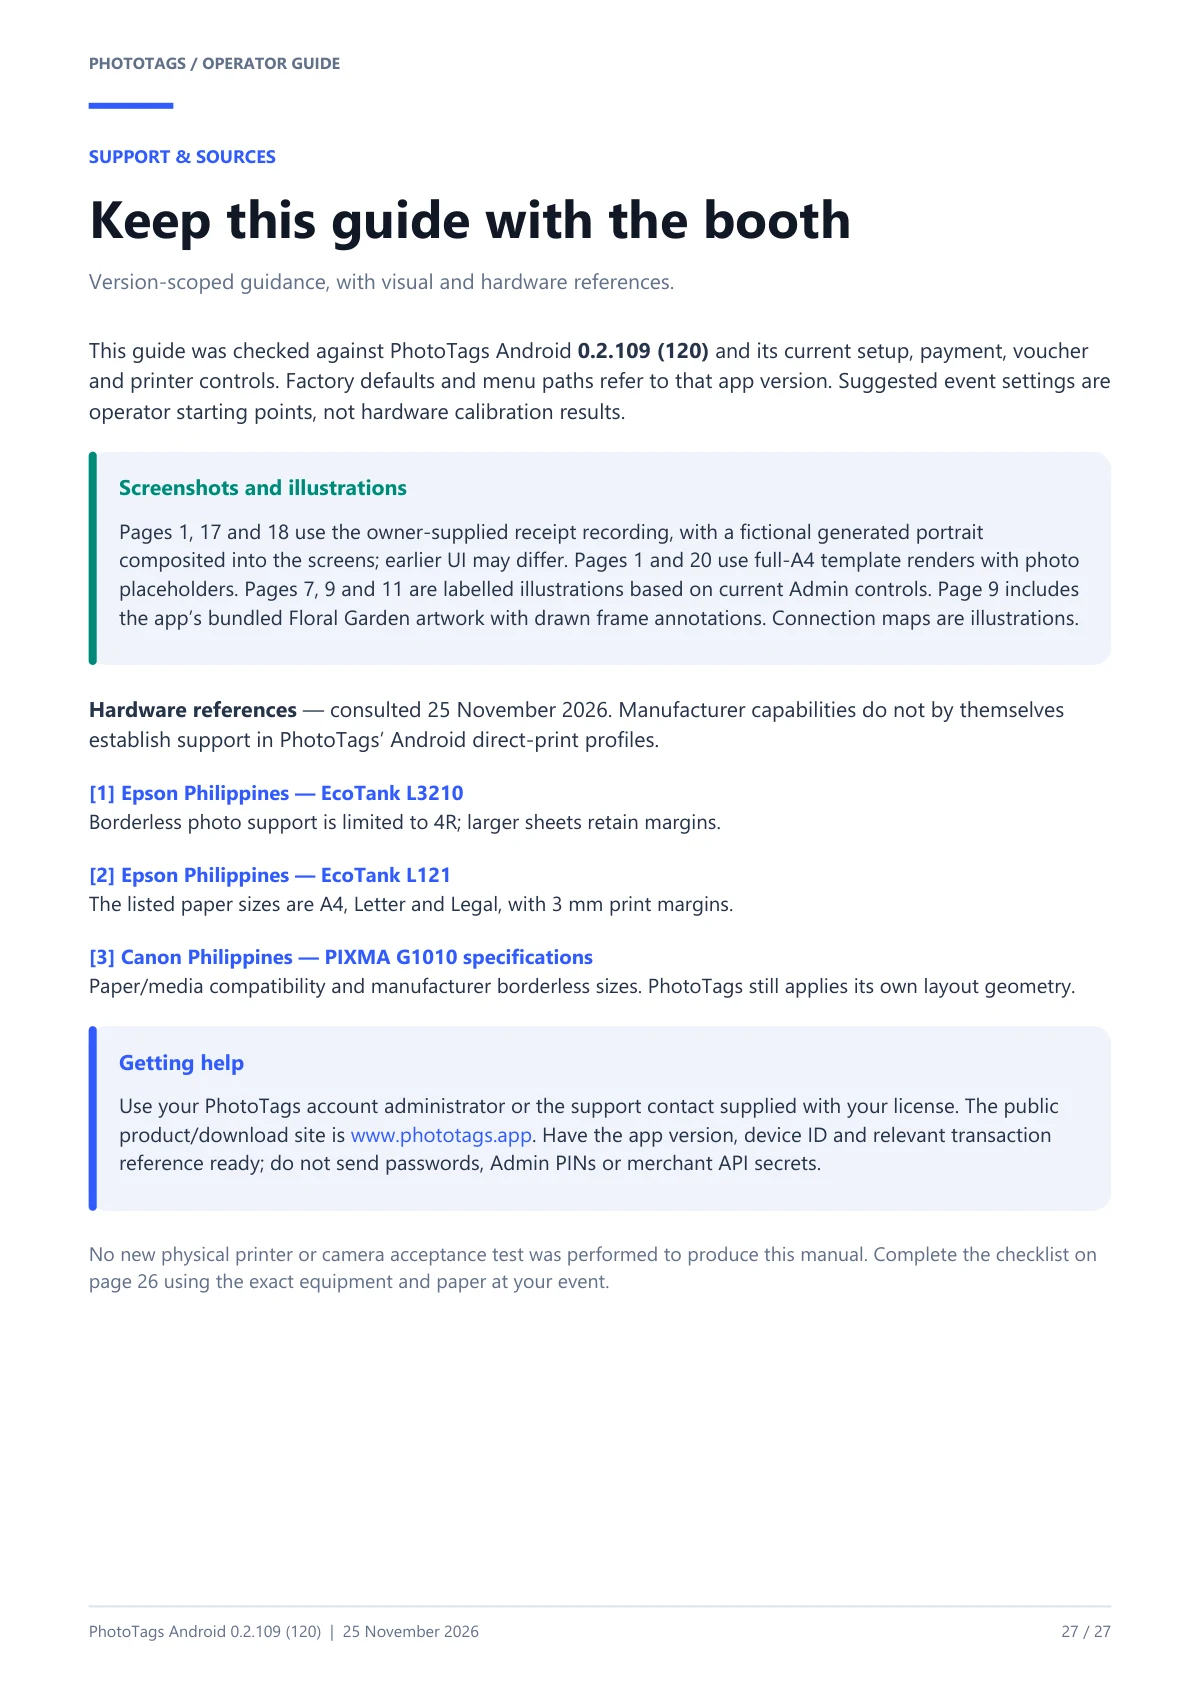 PHOTOTAGS / OPERATOR GUIDE
SUPPORT & SOURCES
Keep this guide with the booth
Version-scoped guidance, with visual and hardware references.
This guide was checked against PhotoTags Android 0.2.109 (120) and its current setup, payment, voucher
and printer controls. Factory defaults and menu paths refer to that app version. Suggested event settings are
operator starting points, not hardware calibration results.
Screenshots and illustrations
Pages 1, 17 and 18 use the owner-supplied receipt recording, with a fictional generated portrait
composited into the screens; earlier UI may differ. Pages 1 and 20 use full-A4 template renders with photo
placeholders. Pages 7, 9 and 11 are labelled illustrations based on current Admin controls. Page 9 includes
the app’s bundled Floral Garden artwork with drawn frame annotations. Connection maps are illustrations.
Hardware references — consulted 25 November 2026. Manufacturer capabilities do not by themselves
establish support in PhotoTags’ Android direct-print profiles.
[1] Epson Philippines — EcoTank L3210
Borderless photo support is limited to 4R; larger sheets retain margins.
[2] Epson Philippines — EcoTank L121
The listed paper sizes are A4, Letter and Legal, with 3 mm print margins.
[3] Canon Philippines — PIXMA G1010 specifications
Paper/media compatibility and manufacturer borderless sizes. PhotoTags still applies its own layout geometry.
Getting help
Use your PhotoTags account administrator or the support contact supplied with your license. The public
product/download site is www.phototags.app. Have the app version, device ID and relevant transaction
reference ready; do not send passwords, Admin PINs or merchant API secrets.
No new physical printer or camera acceptance test was performed to produce this manual. Complete the checklist on
page 26 using the exact equipment and paper at your event.
PhotoTags Android 0.2.109 (120) | 25 November 2026
27 / 27